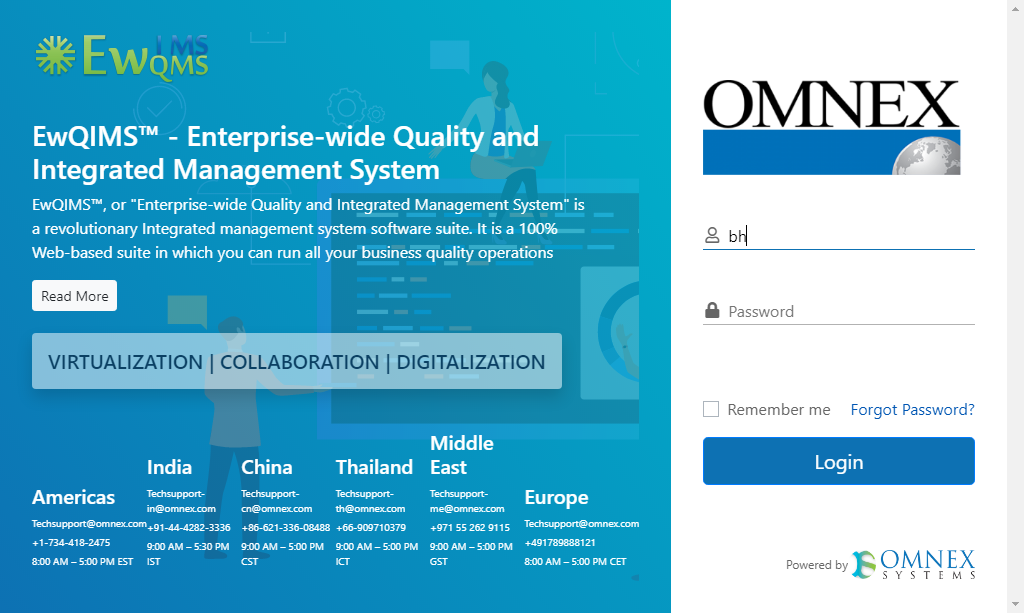 EwQMS
IMS
EwQIMS™ - Enterprise-wide Quality and
Integrated Management System
EwQIMS™, or "Enterprise-wide Quality and Integrated Management System" is
a revolutionary Integrated management system software suite. It is a 100%
Web-based suite in which you can run all your business quality operations
Read More
VIRTUALIZATION | COLLABORATION | DIGITALIZATION
Americas
Techsupport@omnex.com
+1-734-418-2475
8:00 AM – 5:00 PM EST
India
Techsupport-
in@omnex.com
+91-44-4282-3336
9:00 AM – 5:30 PM
IST
China
Techsupport-
cn@omnex.com
+86-621-336-08488
9:00 AM – 5:00 PM
CST
Thailand
Techsupport-
th@omnex.com
+66-909710379
9:00 AM – 5:00 PM
ICT
Middle
East
Techsupport-
me@omnex.com
+971 55 262 9115
9:00 AM – 5:00 PM
GST
Europe
Techsupport@omnex.com
+491789888121
8:00 AM – 5:00 PM CET
OMNEX
bh
Password
Remember me
Forgot Password?
Login
Powered by
OMNEX
SYSTEMS